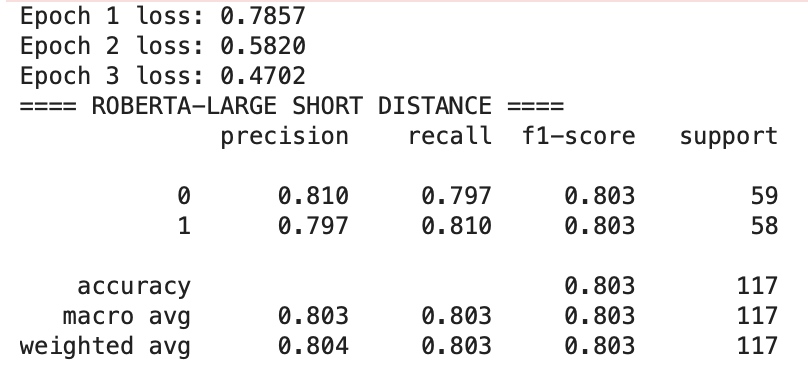 Epoch 1 loss: 0.7857
Epoch 2 loss: 0.5820
Epoch 3 loss: 0.4702
==== ROBERTA-LARGE SHORT DISTANCE ====
precision recall f1-score support
0 0.810 0.797 0.803 59
1 0.797 0.810 0.803 58
accuracy 0.803 117
macro avg 0.803 0.803 0.803 117
weighted avg 0.804 0.803 0.803 117